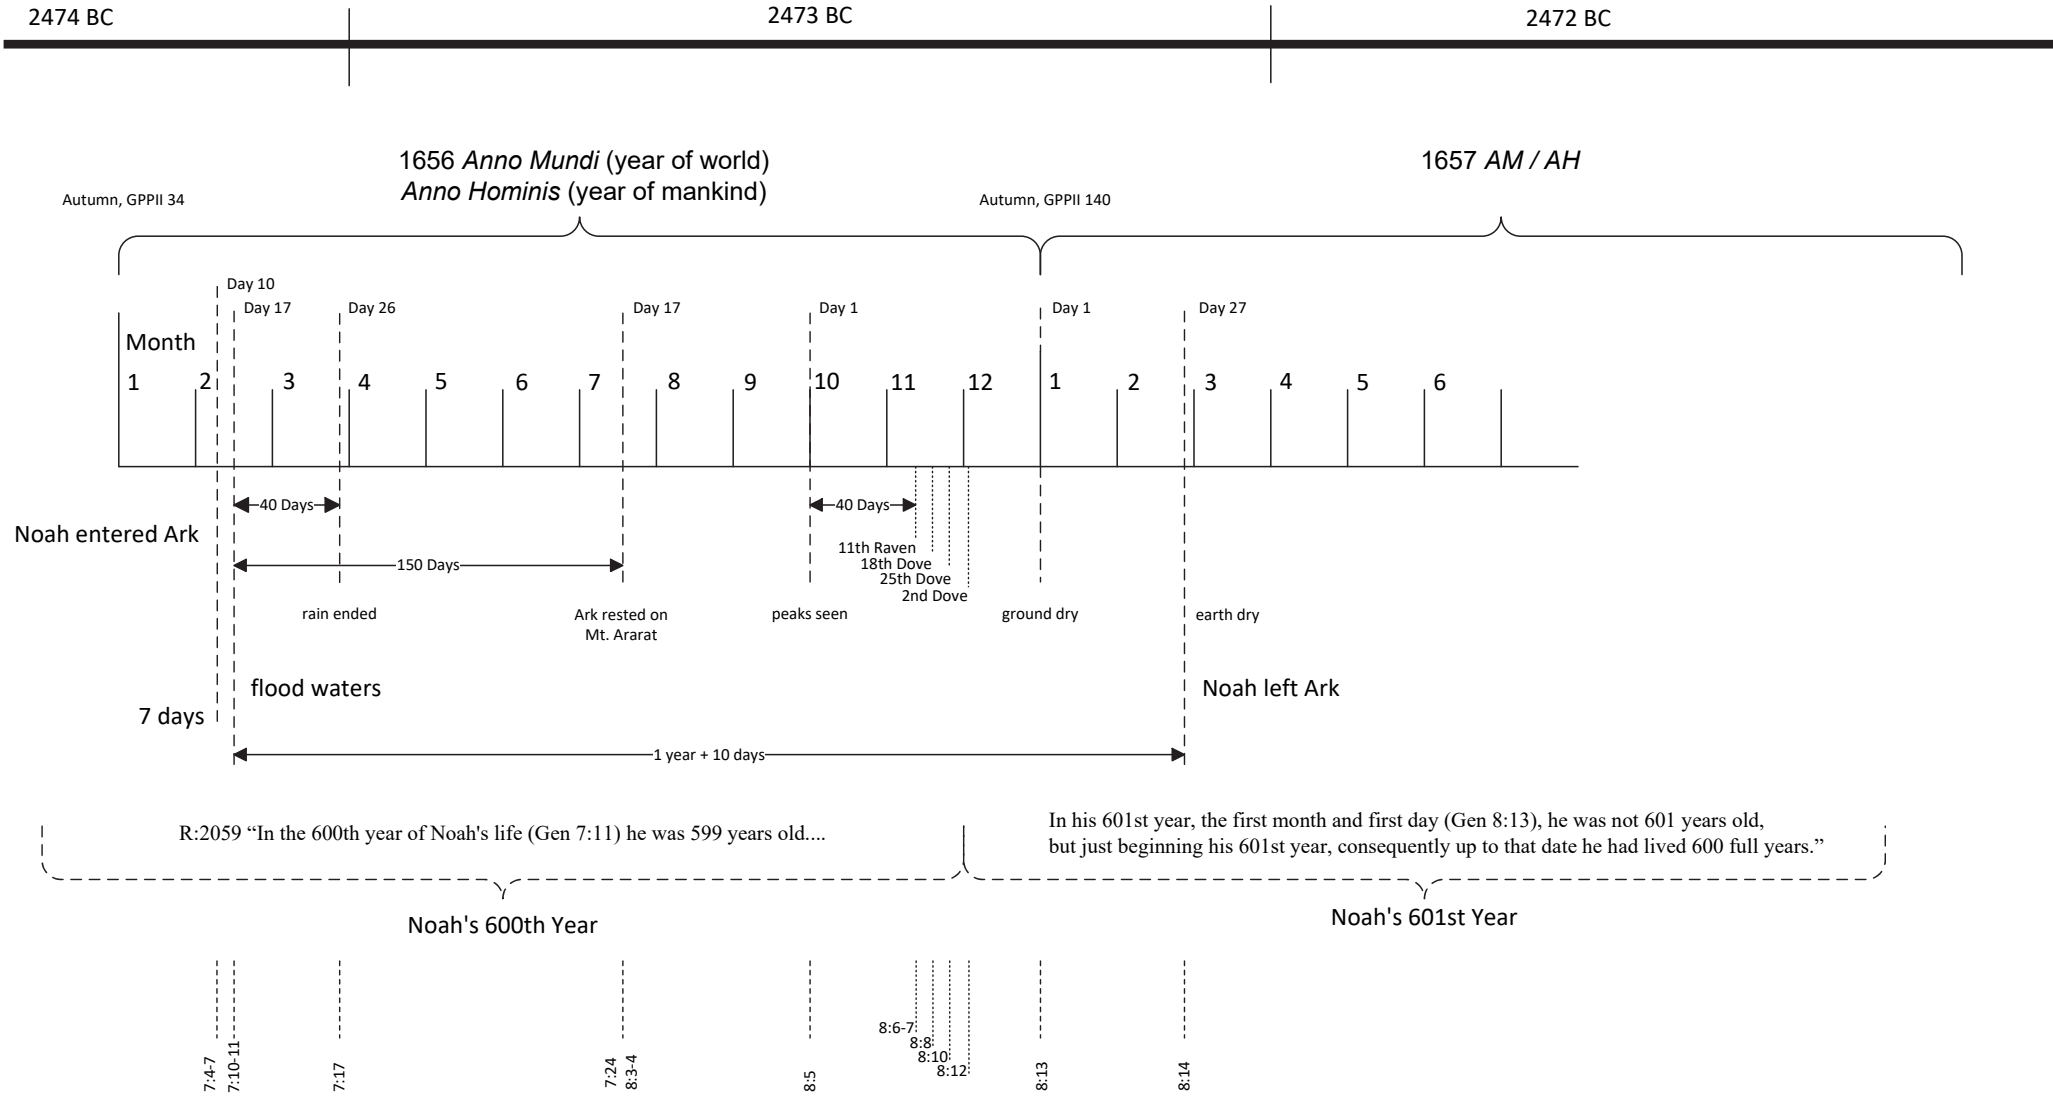 2474 BC
2473 BC
2472 BC
1656 Anno Mundi (year of world)
Anno Hominis (year of mankind)
1657 AM / AH
Autumn, GPPII 34
Autumn, GPPII 140
Day 10
Day 17
Day 26
Day 17
Day 1
Day 1
Day 27
Month
1
2
3
4
5
6
7
8
9
10
11
12
1
2
3
4
5
6
40 Days
40 Days
Noah entered Ark
11th Raven
18th Dove
25th Dove
2nd Dove
150 Days
rain ended
Ark rested on
Mt. Ararat
peaks seen
ground dry
earth dry
flood waters
Noah left Ark
7 days
1 year + 10 days
R:2059 “In the 600th year of Noah's life (Gen 7:11) he was 599 years old....
In his 601st year, the first month and first day (Gen 8:13), he was not 601 years old,
but just beginning his 601st year, consequently up to that date he had lived 600 full years.”
Noah's 600th Year
Noah's 601st Year
7:4-7
7:10-11
7:17
7:24
8:3-4
8:5
8:6-7
8:8
8:10
8:12
8:13
8:14